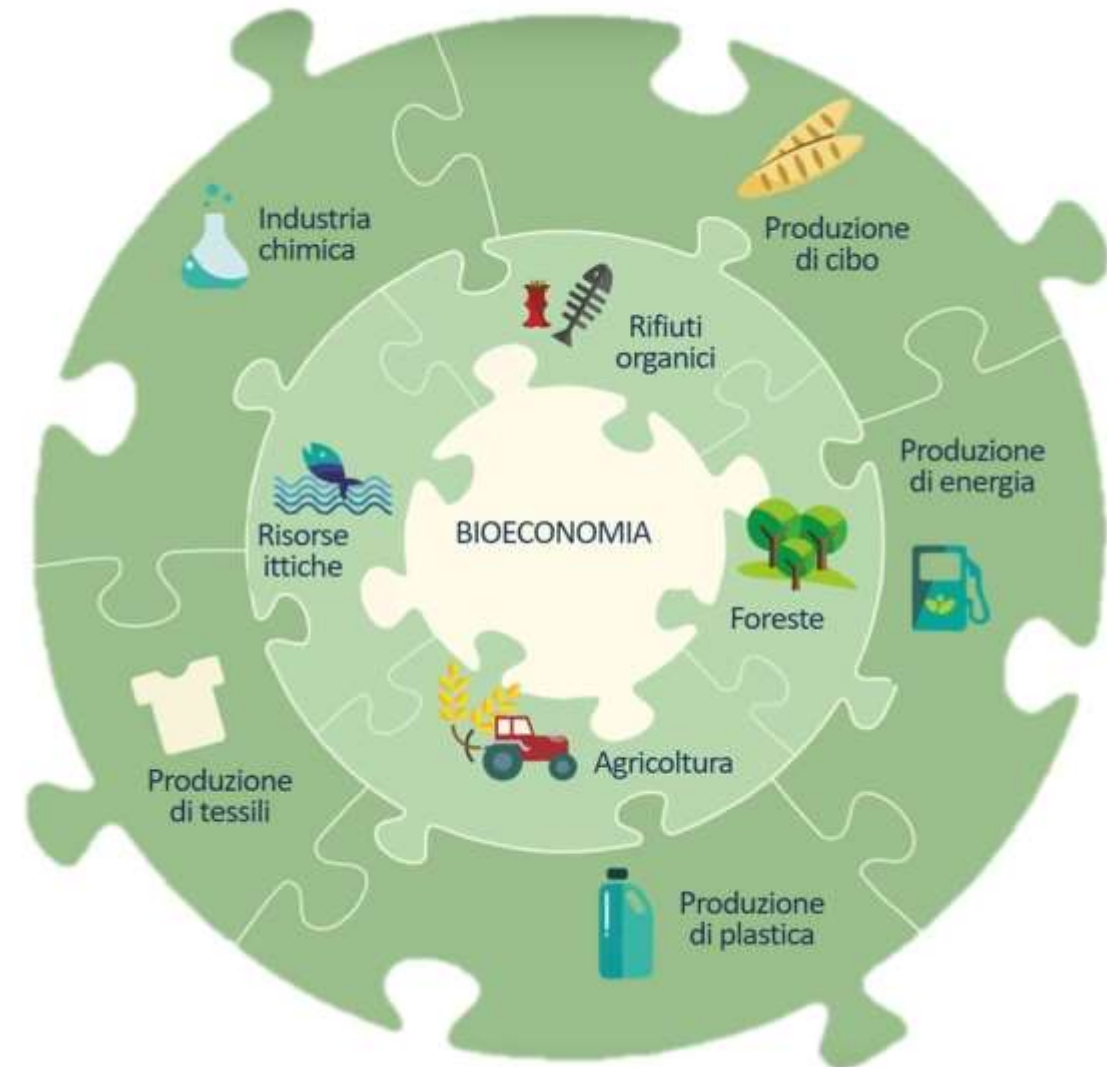 Industria
chimica
Produzione
di cibo
Rifiuti
organici
Produzione
di energia
Risorse
ittiche
BIOECONOMIA
Foreste
Produzione
di tessili
Agricoltura
Produzione
di plastica